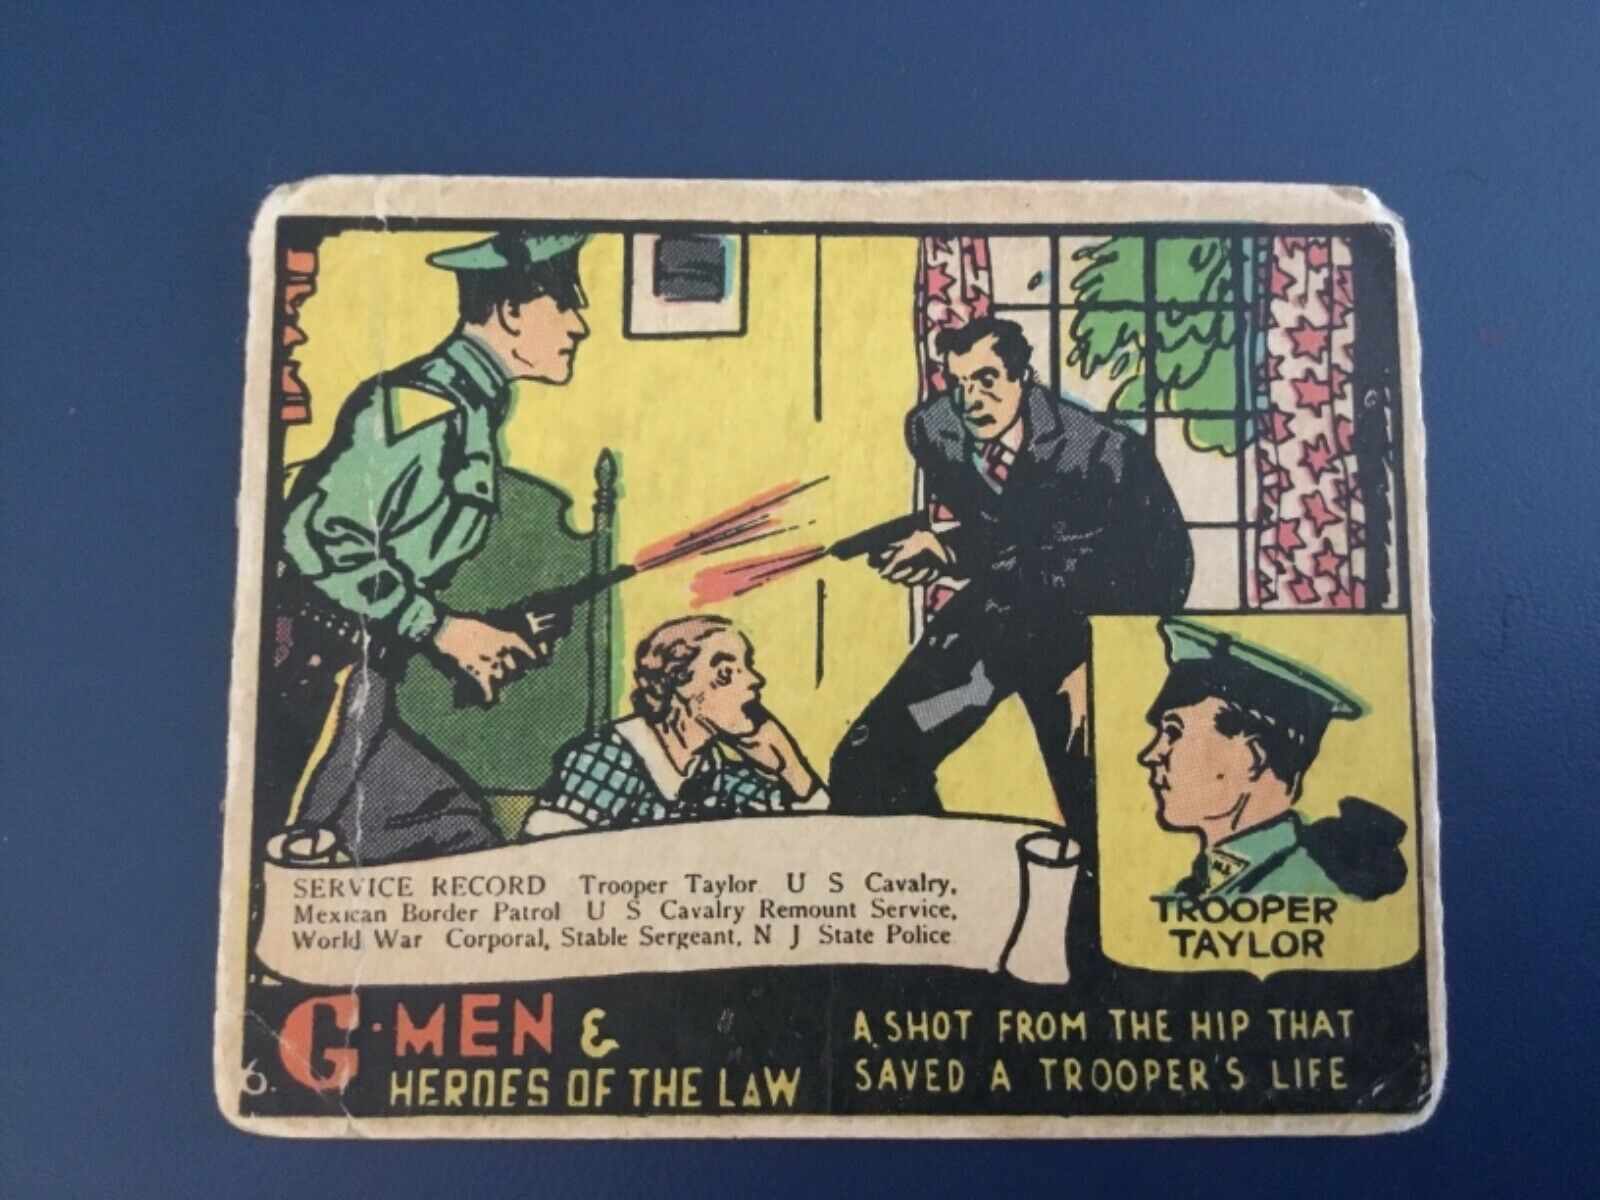 SERVICE RECORD Trooper Taylor U S Cavalry,
Mexican Border Patrol U S Cavalry Remount Service,
World War Corporal, Stable Sergeant, N J State Police
TROOPER
TAYLOR
G-MEN &
HEROES OF THE LAW
A SHOT FROM THE HIP THAT
SAVED A TROOPER'S LIFE
6.